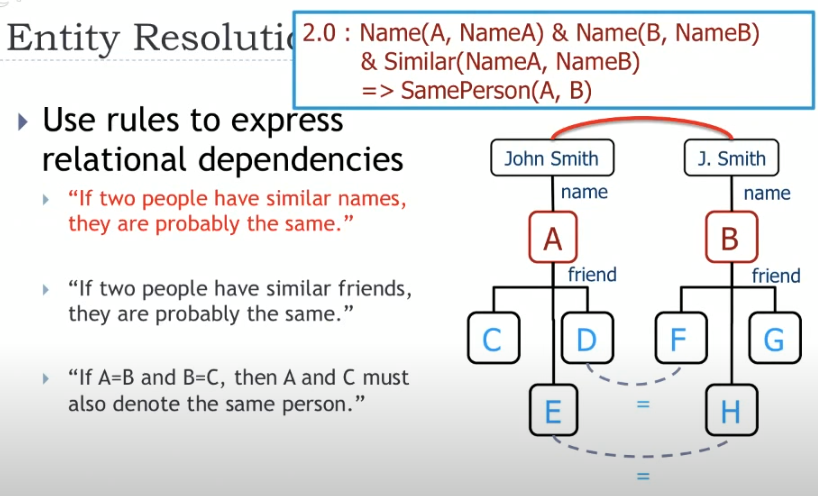 Entity Resolutic
2.0 : Name(A, NameA) & Name(B, NameB)
& Similar(NameA, NameB)
=> SamePerson(A, B)
Use rules to express
relational dependencies
“If two people have similar names,
they are probably the same.”
“If two people have similar friends,
they are probably the same.”
“If A=B and B=C, then A and C must
also denote the same person.”
John Smith
J. Smith
name
name
A
B
friend
friend
C
D
F
G
E
=
H
=